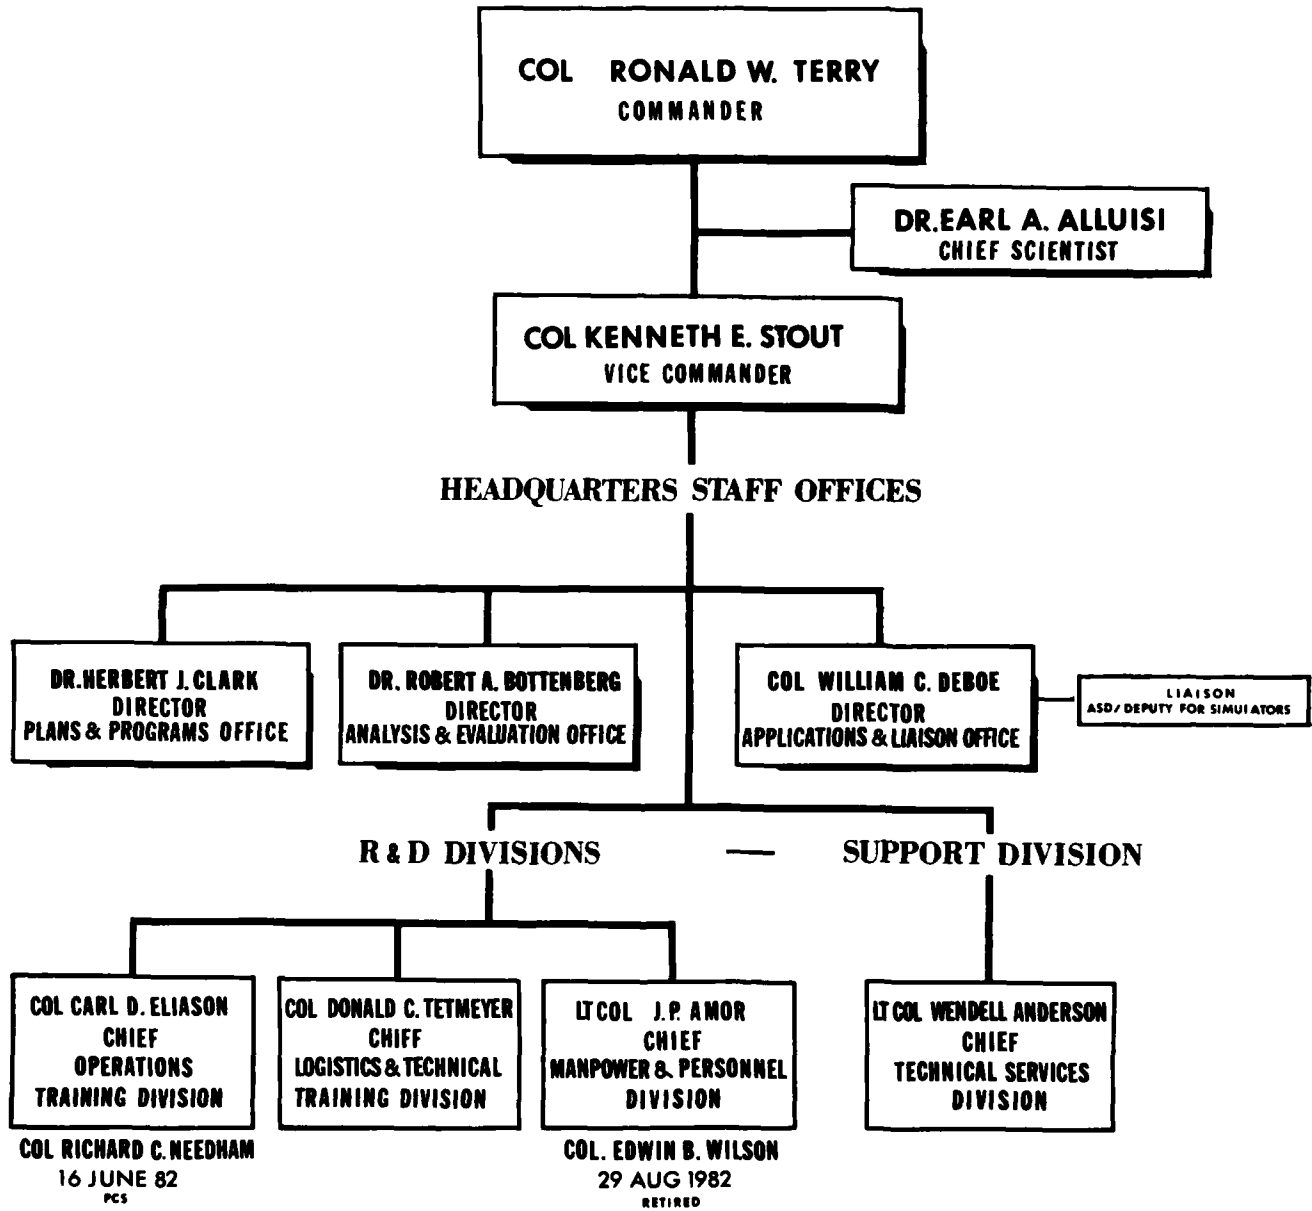 COL RONALD W. TERRY
COMMANDER
DR. EARL A. ALLUISI
CHIEF SCIENTIST
COL KENNETH E. STOUT
VICE COMMANDER
HEADQUARTERS STAFF OFFICES
DR. HERBERT J. CLARK
DIRECTOR
PLANS & PROGRAMS OFFICE
DR. ROBERT A. BOTTENBERG
DIRECTOR
ANALYSIS & EVALUATION OFFICE
COL WILLIAM C. DEBOE
DIRECTOR
APPLICATIONS & LIAISON OFFICE
LIAISON
ASD/DEPUTY FOR SIMUIATORS
R & D DIVISIONS — SUPPORT DIVISION
COL CARL D. ELIASON
CHIEF
OPERATIONS
TRAINING DIVISION
COL RICHARD C. NEEDHAM
16 JUNE 82
PCS
COL DONALD C. TETMEYER
CHIFF
LOGISTICS & TECHNICAL
TRAINING DIVISION
LT COL J.P. AMOR
CHIEF
MANPOWER & PERSONNEL
DIVISION
COL. EDWIN B. WILSON
29 AUG 1982
RETIRED
LT COL WENDELL ANDERSON
CHIEF
TECHNICAL SERVICES
DIVISION